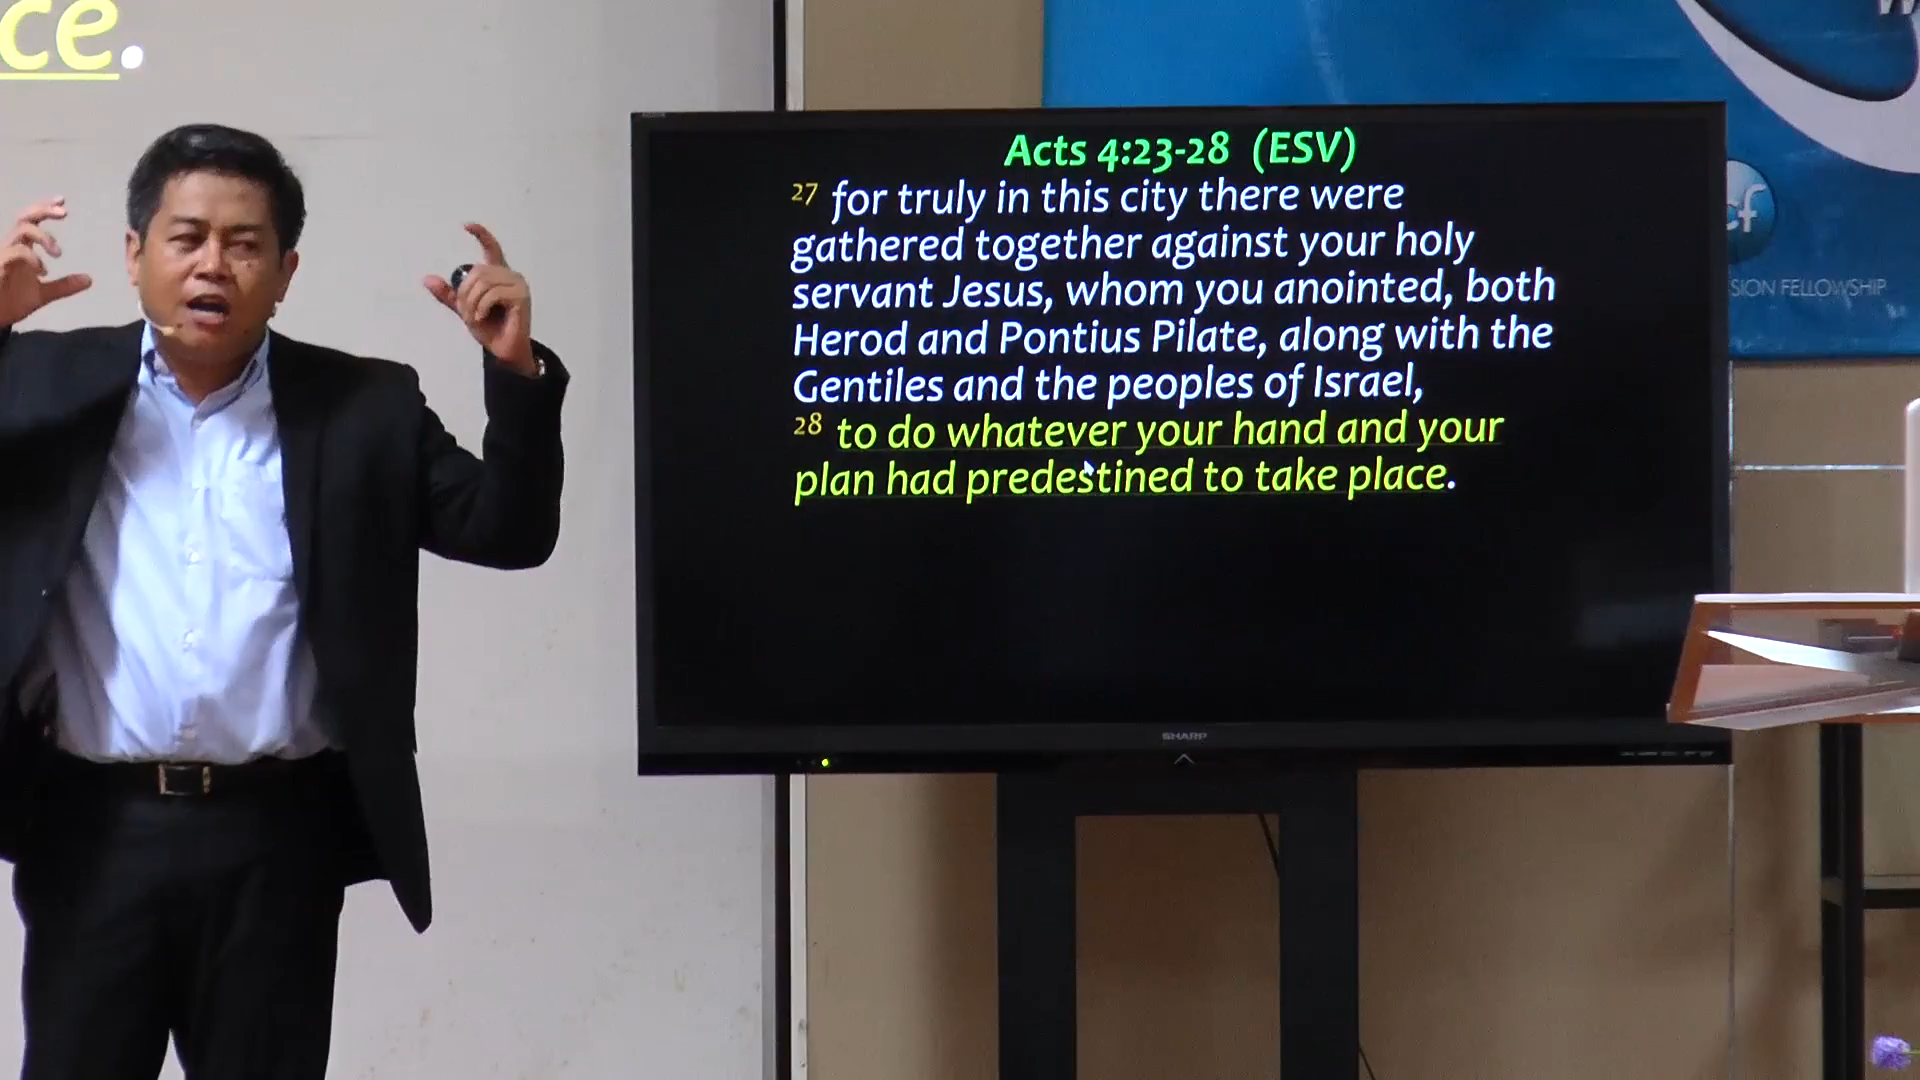 ce.
Acts 4:23-28 (ESV)
27 for truly in this city there were
gathered together against your holy
servant Jesus, whom you anointed, both
Herod and Pontius Pilate, along with the
Gentiles and the peoples of Israel,
28 to do whatever your hand and your
plan had predestined to take place.
cf
SION FELLOWSHIP
SHARP